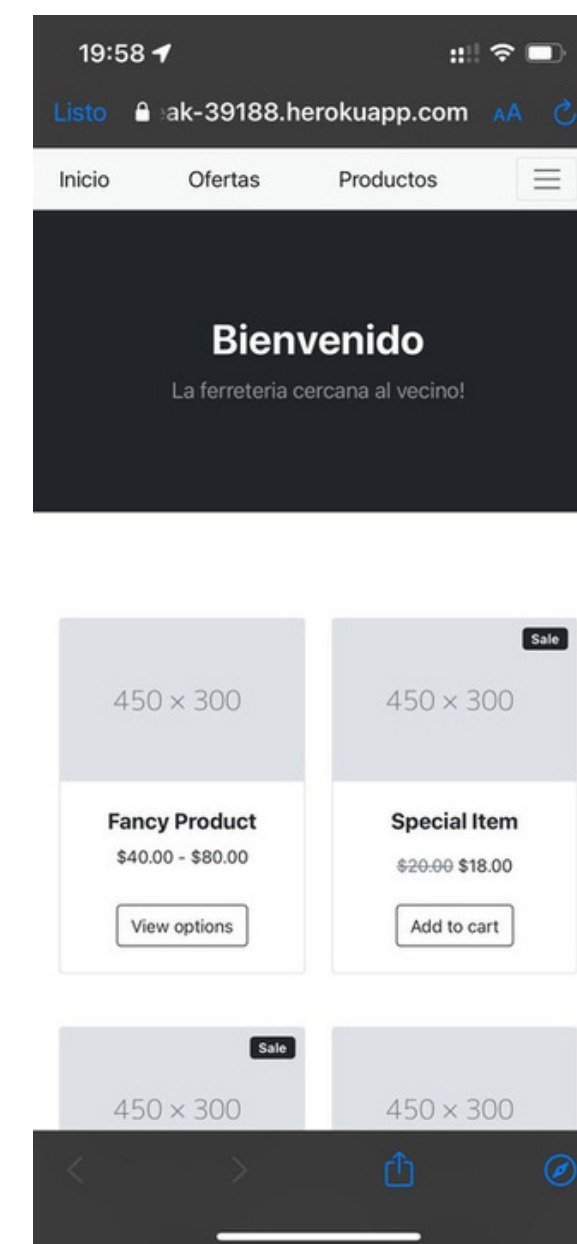 19:58
Listo ak-39188.herokuapp.com AA
Inicio Ofertas Productos
Bienvenido
La ferreteria cercana al vecino!
Sale
450 × 300 450 × 300
Fancy Product Special Item
$40.00 - $80.00 $20.00 $18.00
View options Add to cart
Sale
450 × 300 450 × 300